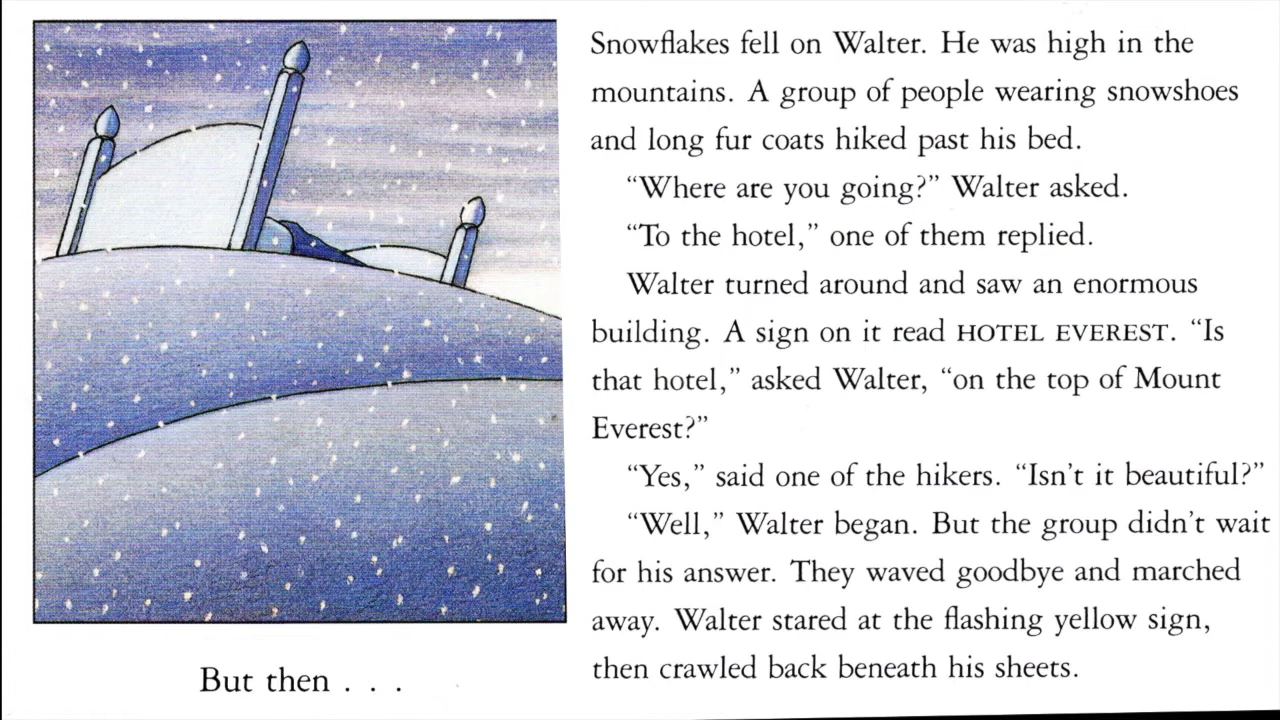 Snowflakes fell on Walter. He was high in the
mountains. A group of people wearing snowshoes
and long fur coats hiked past his bed.
“Where are you going?” Walter asked.
“To the hotel,” one of them replied.
Walter turned around and saw an enormous
building. A sign on it read HOTEL EVEREST. “Is
that hotel,” asked Walter, “on the top of Mount
Everest?”
“Yes,” said one of the hikers. “Isn’t it beautiful?”
“Well,” Walter began. But the group didn’t wait
for his answer. They waved goodbye and marched
away. Walter stared at the flashing yellow sign,
then crawled back beneath his sheets.
But then . . .